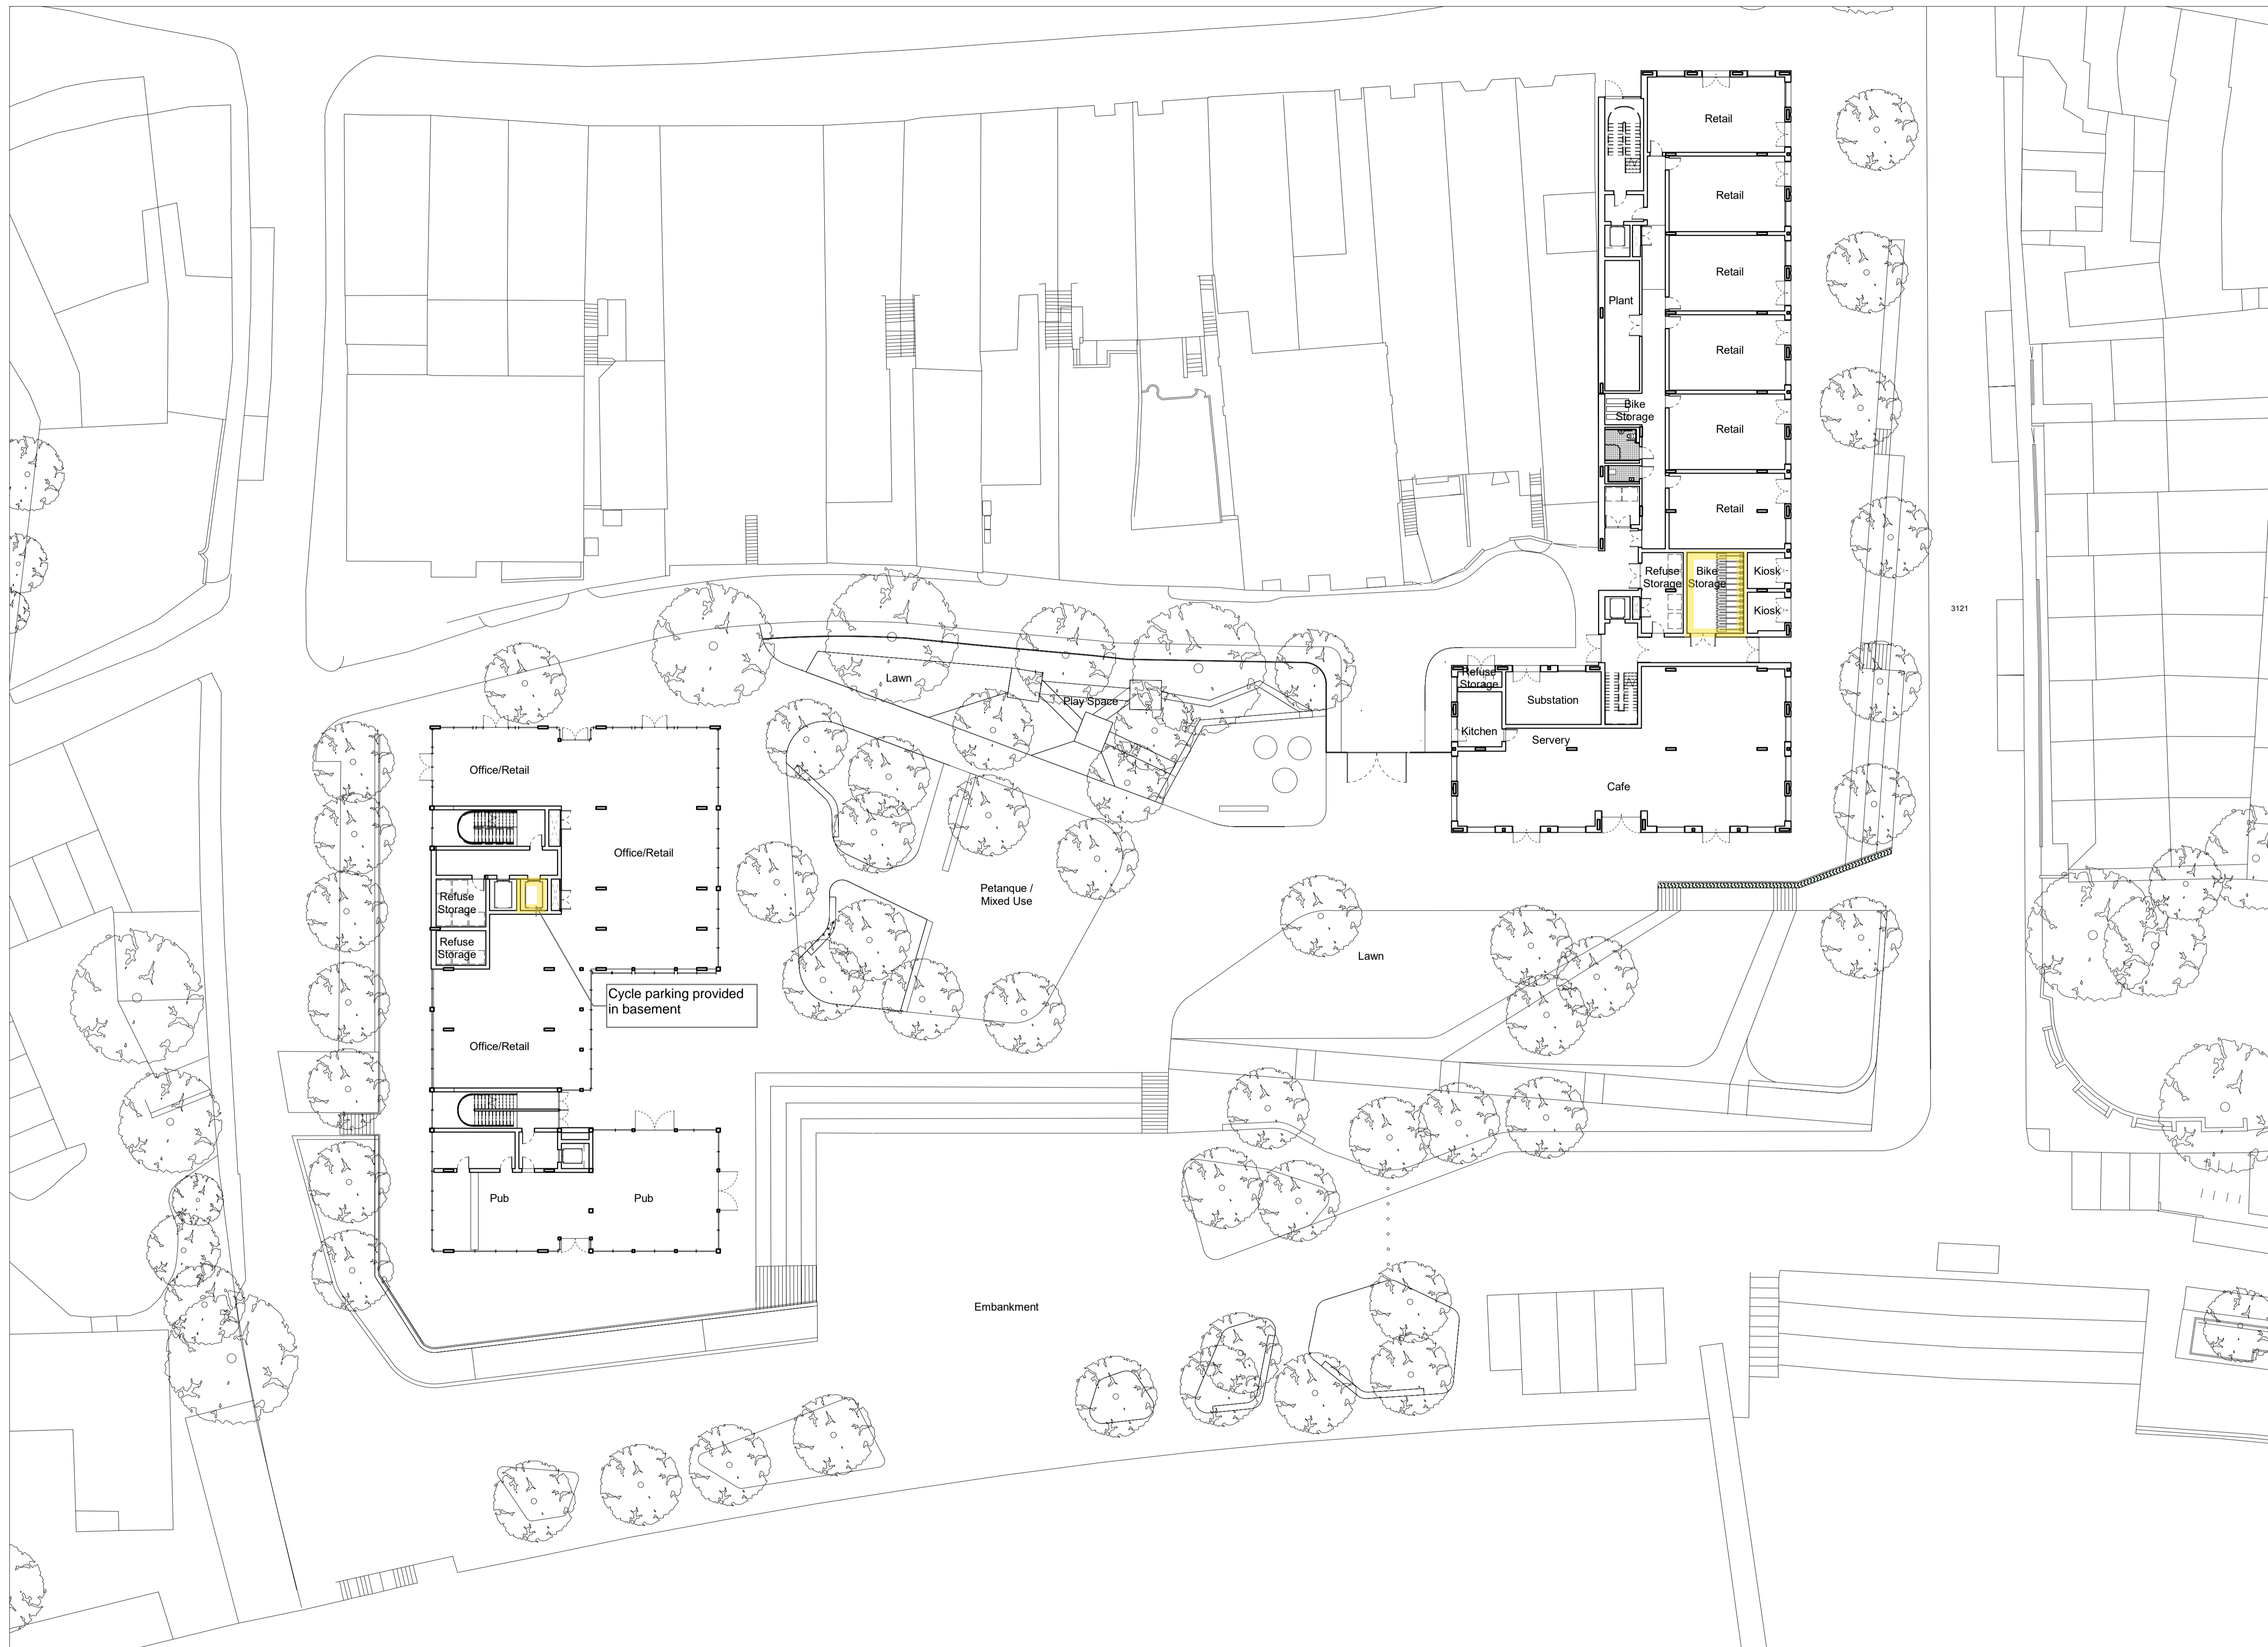 Retail
Retail
Retail
Plant
Retail
Bike
Storage
Retail
Retail
Refuse
Storage
Bike
Storage
Kiosk
Kiosk
3121
Lawn
Play Space
Refuse
Storage
Substation
Kitchen
Servery
Cafe
Office/Retail
Office/Retail
Petanque /
Mixed Use
Refuse
Storage
Refuse
Storage
Lawn
Cycle parking provided
in basement
Office/Retail
Pub
Pub
Embankment